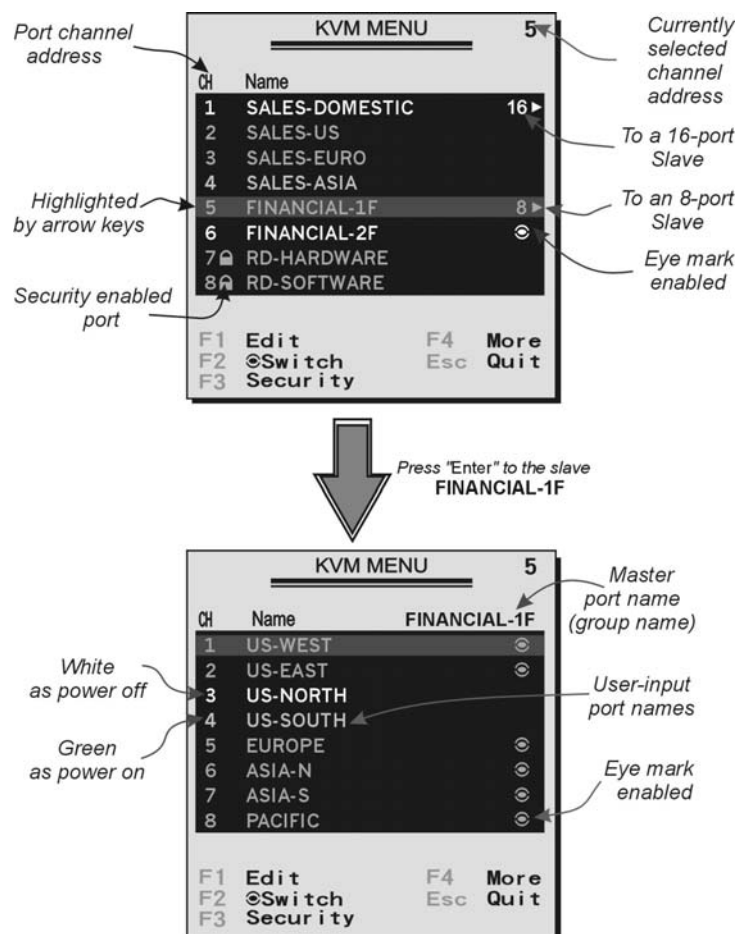 Port channel
address
KVM MENU 5
Currently
selected
channel
address
CH Name
1 SALES-DOMESTIC 16 ►
2 SALES-US
3 SALES-EURO
4 SALES-ASIA
5 FINANCIAL-1F 8 ►
6 FINANCIAL-2F
7 RD-HARDWARE
8 RD-SOFTWARE
To a 16-port
Slave
Highlighted
by arrow keys
To an 8-port
Slave
Eye mark
enabled
Security enabled
port
F1 Edit F4 More
F2 Switch Esc Quit
F3 Security
Press "Enter" to the slave
FINANCIAL-1F
KVM MENU 5
Master
port name
(group name)
CH Name FINANCIAL-1F
1 US-WEST
2 US-EAST
3 US-NORTH
4 US-SOUTH
5 EUROPE
6 ASIA-N
7 ASIA-S
8 PACIFIC
White
as power off
User-input
port names
Green
as power on
Eye mark
enabled
F1 Edit F4 More
F2 Switch Esc Quit
F3 Security